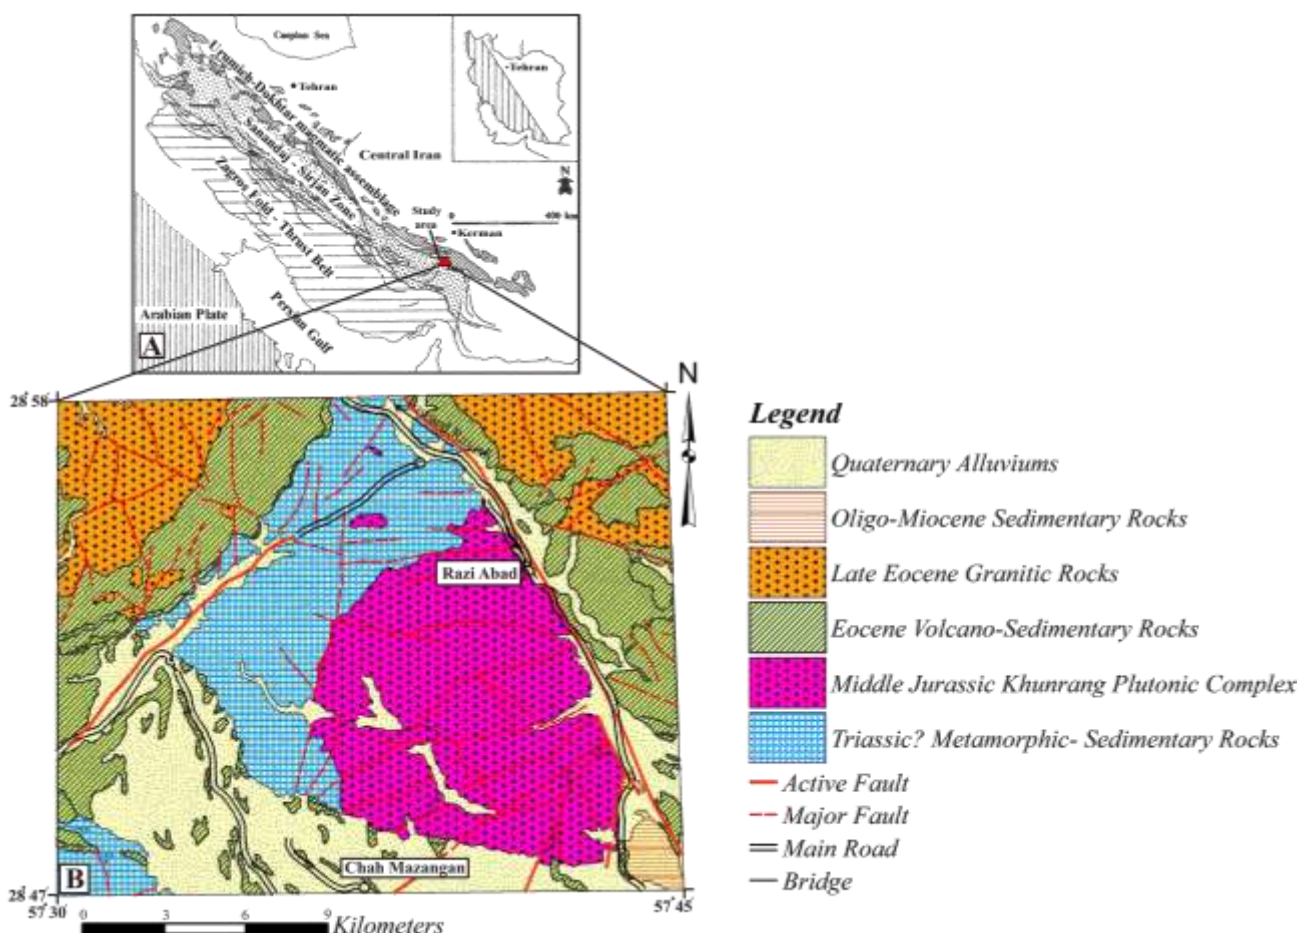 Caspian Sea
Tehran
Tehran
Urumieh-Dokhtar magmatic assemblage
Sanandaj - Sirjan Zone
Central Iran
Zagros Fold - Thrust Belt
N
Study
area
0 400 km
Kerman
Arabian Plate
Persian Gulf
A
N
28° 58'
Razi Abad
Chah Mazangan
B
28° 47'
57° 30'
57° 45'
0 3 6 9
Kilometers
Legend
Quaternary Alluviums
Oligo-Miocene Sedimentary Rocks
Late Eocene Granitic Rocks
Eocene Volcano-Sedimentary Rocks
Middle Jurassic Khunrang Plutonic Complex
Triassic? Metamorphic- Sedimentary Rocks
Active Fault
Major Fault
Main Road
Bridge